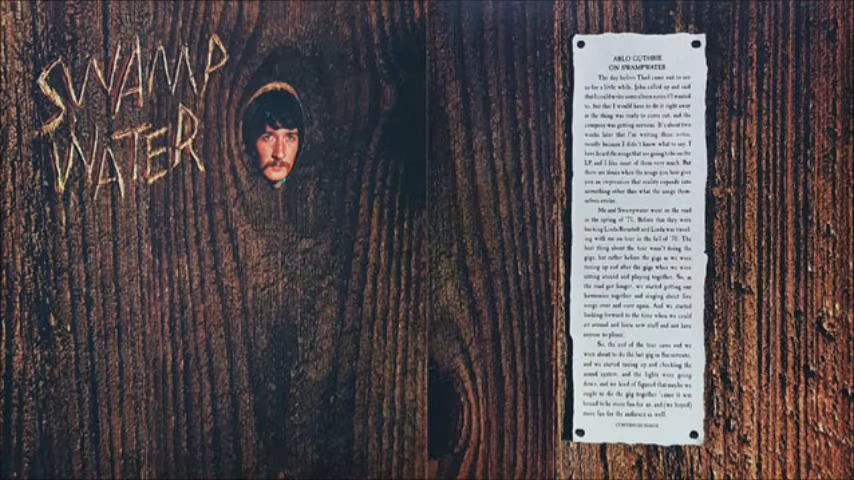 SWAMP
WATER
ARLO GUTHRIE
ON SWAMPWATER
The day before Thad came out to see
us for a little while, John called up and said
that I could write some album notes if I wanted
to, but that I would have to do it right away
as the thing was ready to come out, and the
company was getting nervous. It's about two
weeks later that I'm writing these notes,
mostly because I didn't know what to say. I
have heard the songs that are going to be on the
LP and I like most of them very much. But
there are times when the songs you hear give
you an impression that reality expands into
something other than what the songs them-
selves evoke.
Me and Swampwater went on the road
in the spring of '71. Before that they were
backing Linda Ronstadt and Linda was travel-
ing with me on tour in the fall of '70. The
best thing about the tour wasn't doing the
gigs, but rather before the gigs as we were
tuning up and after the gigs when we were
sitting around and playing together. So, as
the road got longer, we started getting our
harmonies together and singing about five
songs over and over again. And we started
looking forward to the time when we could
sit around and learn new stuff and not have
anyone to please.
So, the end of the tour came and we
were about to do the last gig in Sacramento,
and we started tuning up and checking the
sound system, and the lights were going
down, and we kind of figured that maybe we
ought to do the gig together 'cause it was
bound to be more fun for us, and (we hoped)
more fun for the audience as well.